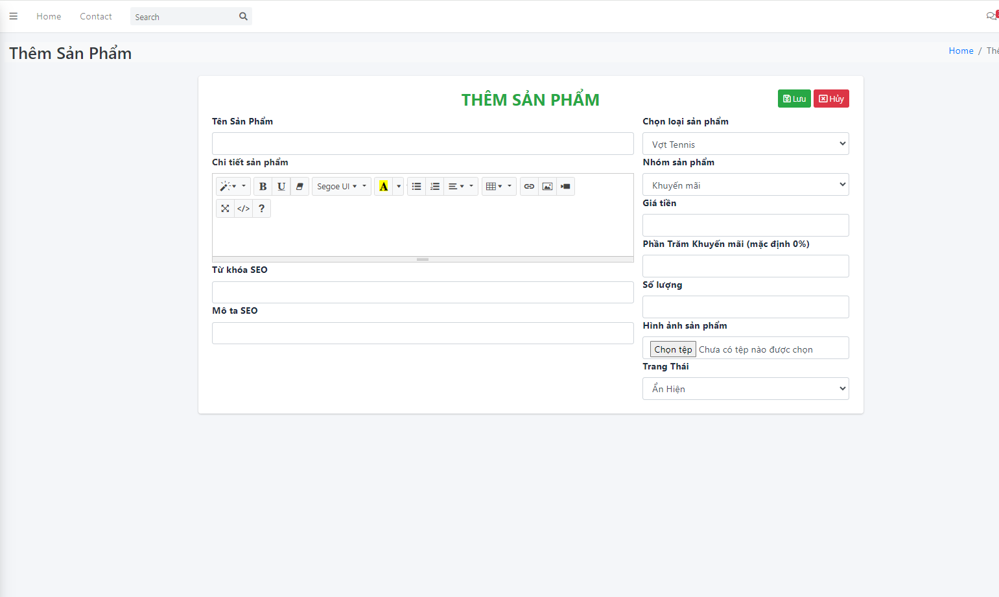 Home Contact Search
Thêm Sản Phẩm
Home /
THÊM SẢN PHẨM
Lưu Hủy
Tên Sản Phẩm
Chi tiết sản phẩm
B U Segoe UI A
</> ?
Từ khóa SEO
Mô ta SEO
Chọn loại sản phẩm
Vợt Tennis
Nhóm sản phẩm
Khuyến mãi
Giá tiền
Phần Trăm Khuyến mãi (mặc định 0%)
Số lượng
Hình ảnh sản phẩm
Chọn tệp Chưa có tệp nào được chọn
Trang Thái
Ẩn Hiện